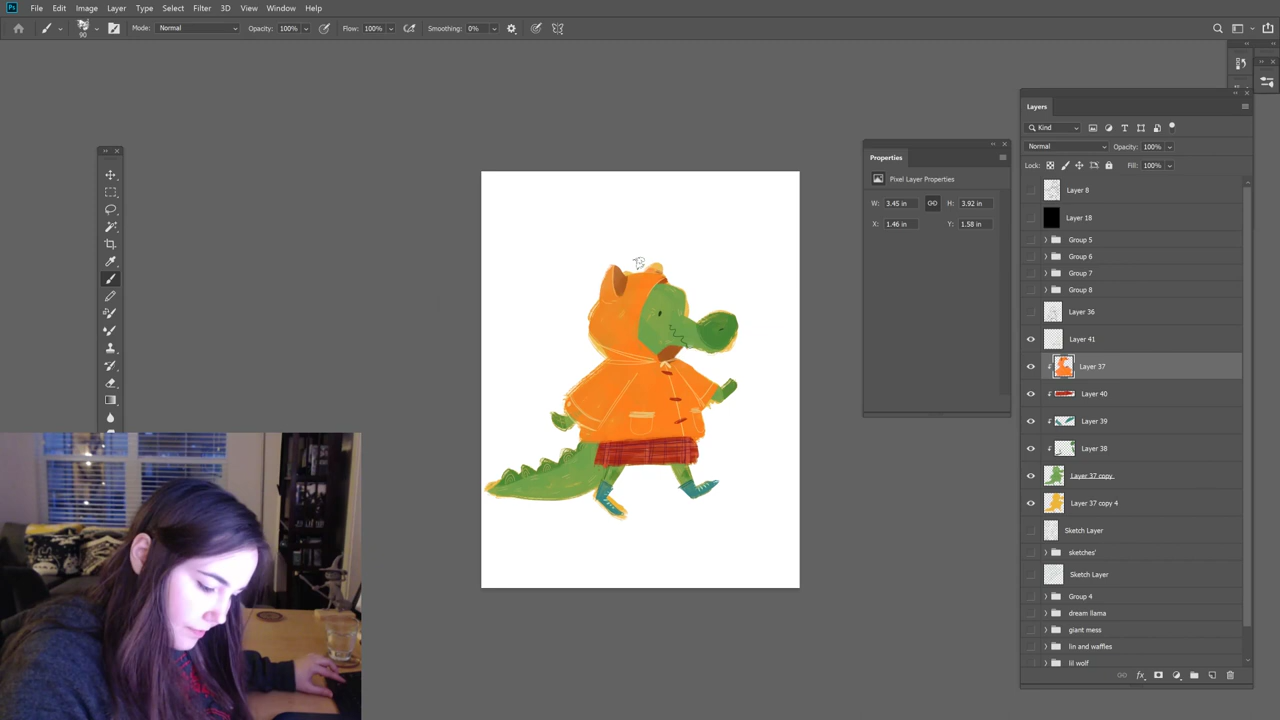 Ps File Edit Image Layer Type Select Filter 3D View Window Help
90 Mode: Normal Opacity: 100% Flow: 100% Smoothing: 0%
Properties
Pixel Layer Properties
W: 3.45 in H: 3.92 in
X: 1.46 in Y: 1.58 in
Layers
Kind
Normal Opacity: 100%
Lock: Fill: 100%
Layer 8
Layer 18
Group 5
Group 6
Group 7
Group 8
Layer 36
Layer 41
Layer 37
Layer 40
Layer 39
Layer 38
Layer 37 copy
Layer 37 copy 4
Sketch Layer
sketches'
Sketch Layer
Group 4
dream llama
giant mess
lin and waffles
lil wolf
fx